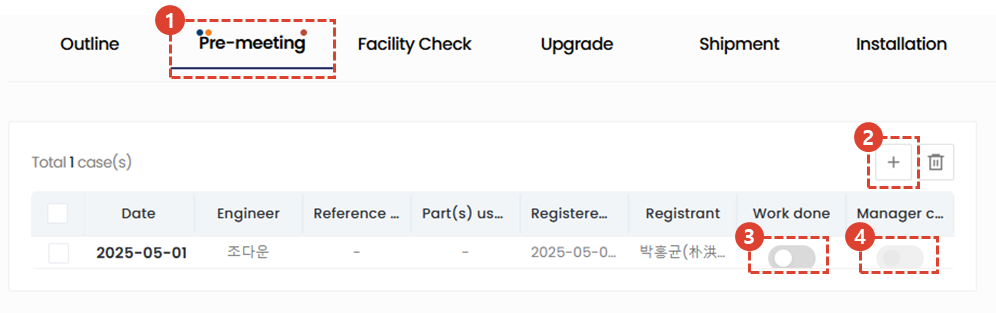 1
Outline Pre-meeting Facility Check Upgrade Shipment Installation
2
Total 1 case(s) +
Date Engineer Reference ... Part(s) us... Registere... Registrant Work done Manager c...
3 4
2025-05-01 조다운 - - 2025-05-0... 박홍균(朴洪...